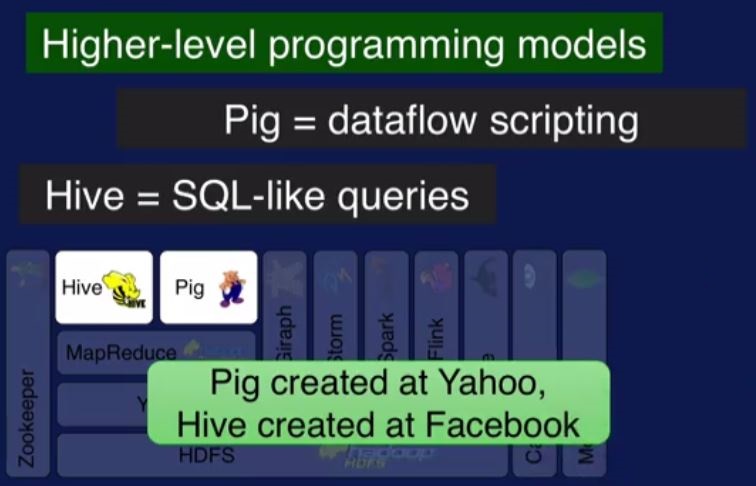 Higher-level programming models
Pig = dataflow scripting
Hive = SQL-like queries
Hive
HIVE
Pig
Zookeeper
MapReduce
Giraph
Storm
Spark
Flink
Pig created at Yahoo,
Hive created at Facebook
HDFS
hadoop
HDFS